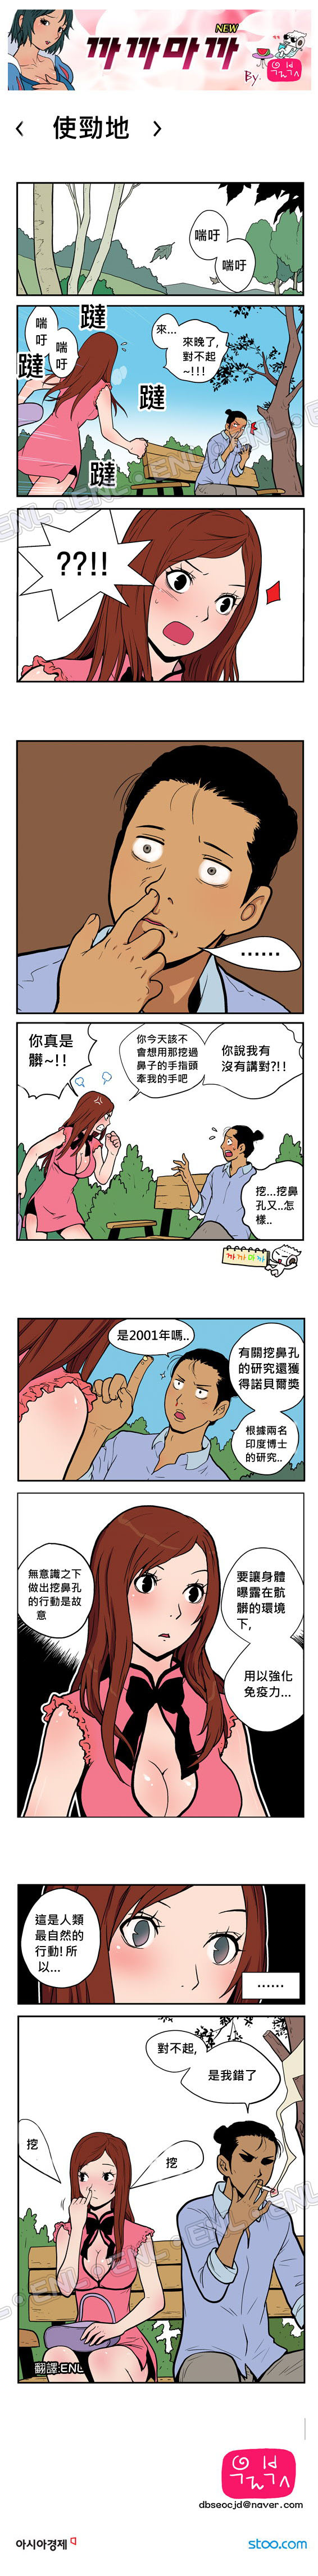 NEW
까까마까
By.
< 使勁地 >
喘吁
喘吁
喘
吁
喘
吁
躂
躂
躂
躂
來...
來晚了,
對不起
~!!!
??!!
......
你真是
髒~!!
你今天該不
會想用那挖過
鼻子的手指頭
牽我的手吧
你說我有
沒有講對?!!
挖...挖鼻
孔又..怎
樣..
까까마까
是2001年嗎..
有關挖鼻孔
的研究還獲
得諾貝爾獎
根據兩名
印度博士
的研究..
無意識之下
做出挖鼻孔
的行動是故
意
要讓身體
曝露在骯
髒的環境
下,
用以強化
免疫力...
這是人類
最自然的
行動! 所
以...
......
對不起,
是我錯了
挖
挖
翻譯:ENL
dbseocjd@naver.com
아시아경제
stoo.com